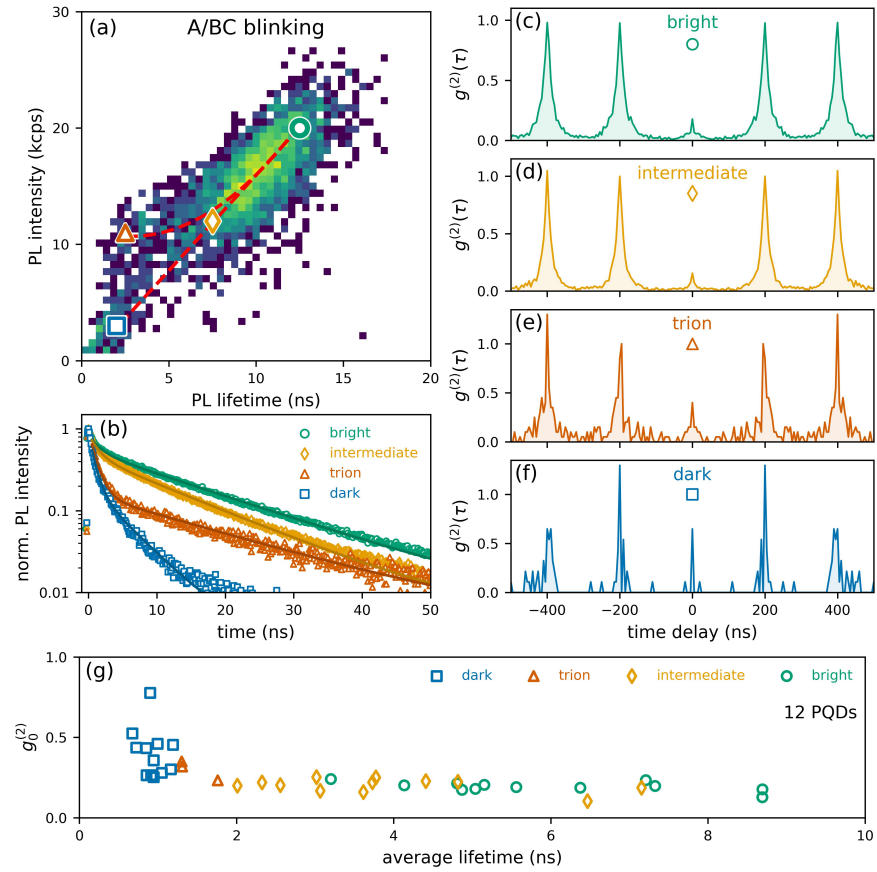 (a) A/BC blinking
30
20
10
0
PL intensity (kcps)
0 5 10 15 20
PL lifetime (ns)
(b)
bright
intermediate
trion
dark
1
0.1
0.01
norm. PL intensity
0 10 20 30 40 50
time (ns)
(c) bright
1.0
0.5
0.0
g(2)(τ)
(d) intermediate
1.0
0.5
0.0
g(2)(τ)
(e) trion
1.0
0.5
0.0
g(2)(τ)
(f) dark
1.0
0.5
0.0
g(2)(τ)
−400 −200 0 200 400
time delay (ns)
(g) dark trion intermediate bright
12 PQDs
1.0
0.5
0.0
g0(2)
0 2 4 6 8 10
average lifetime (ns)